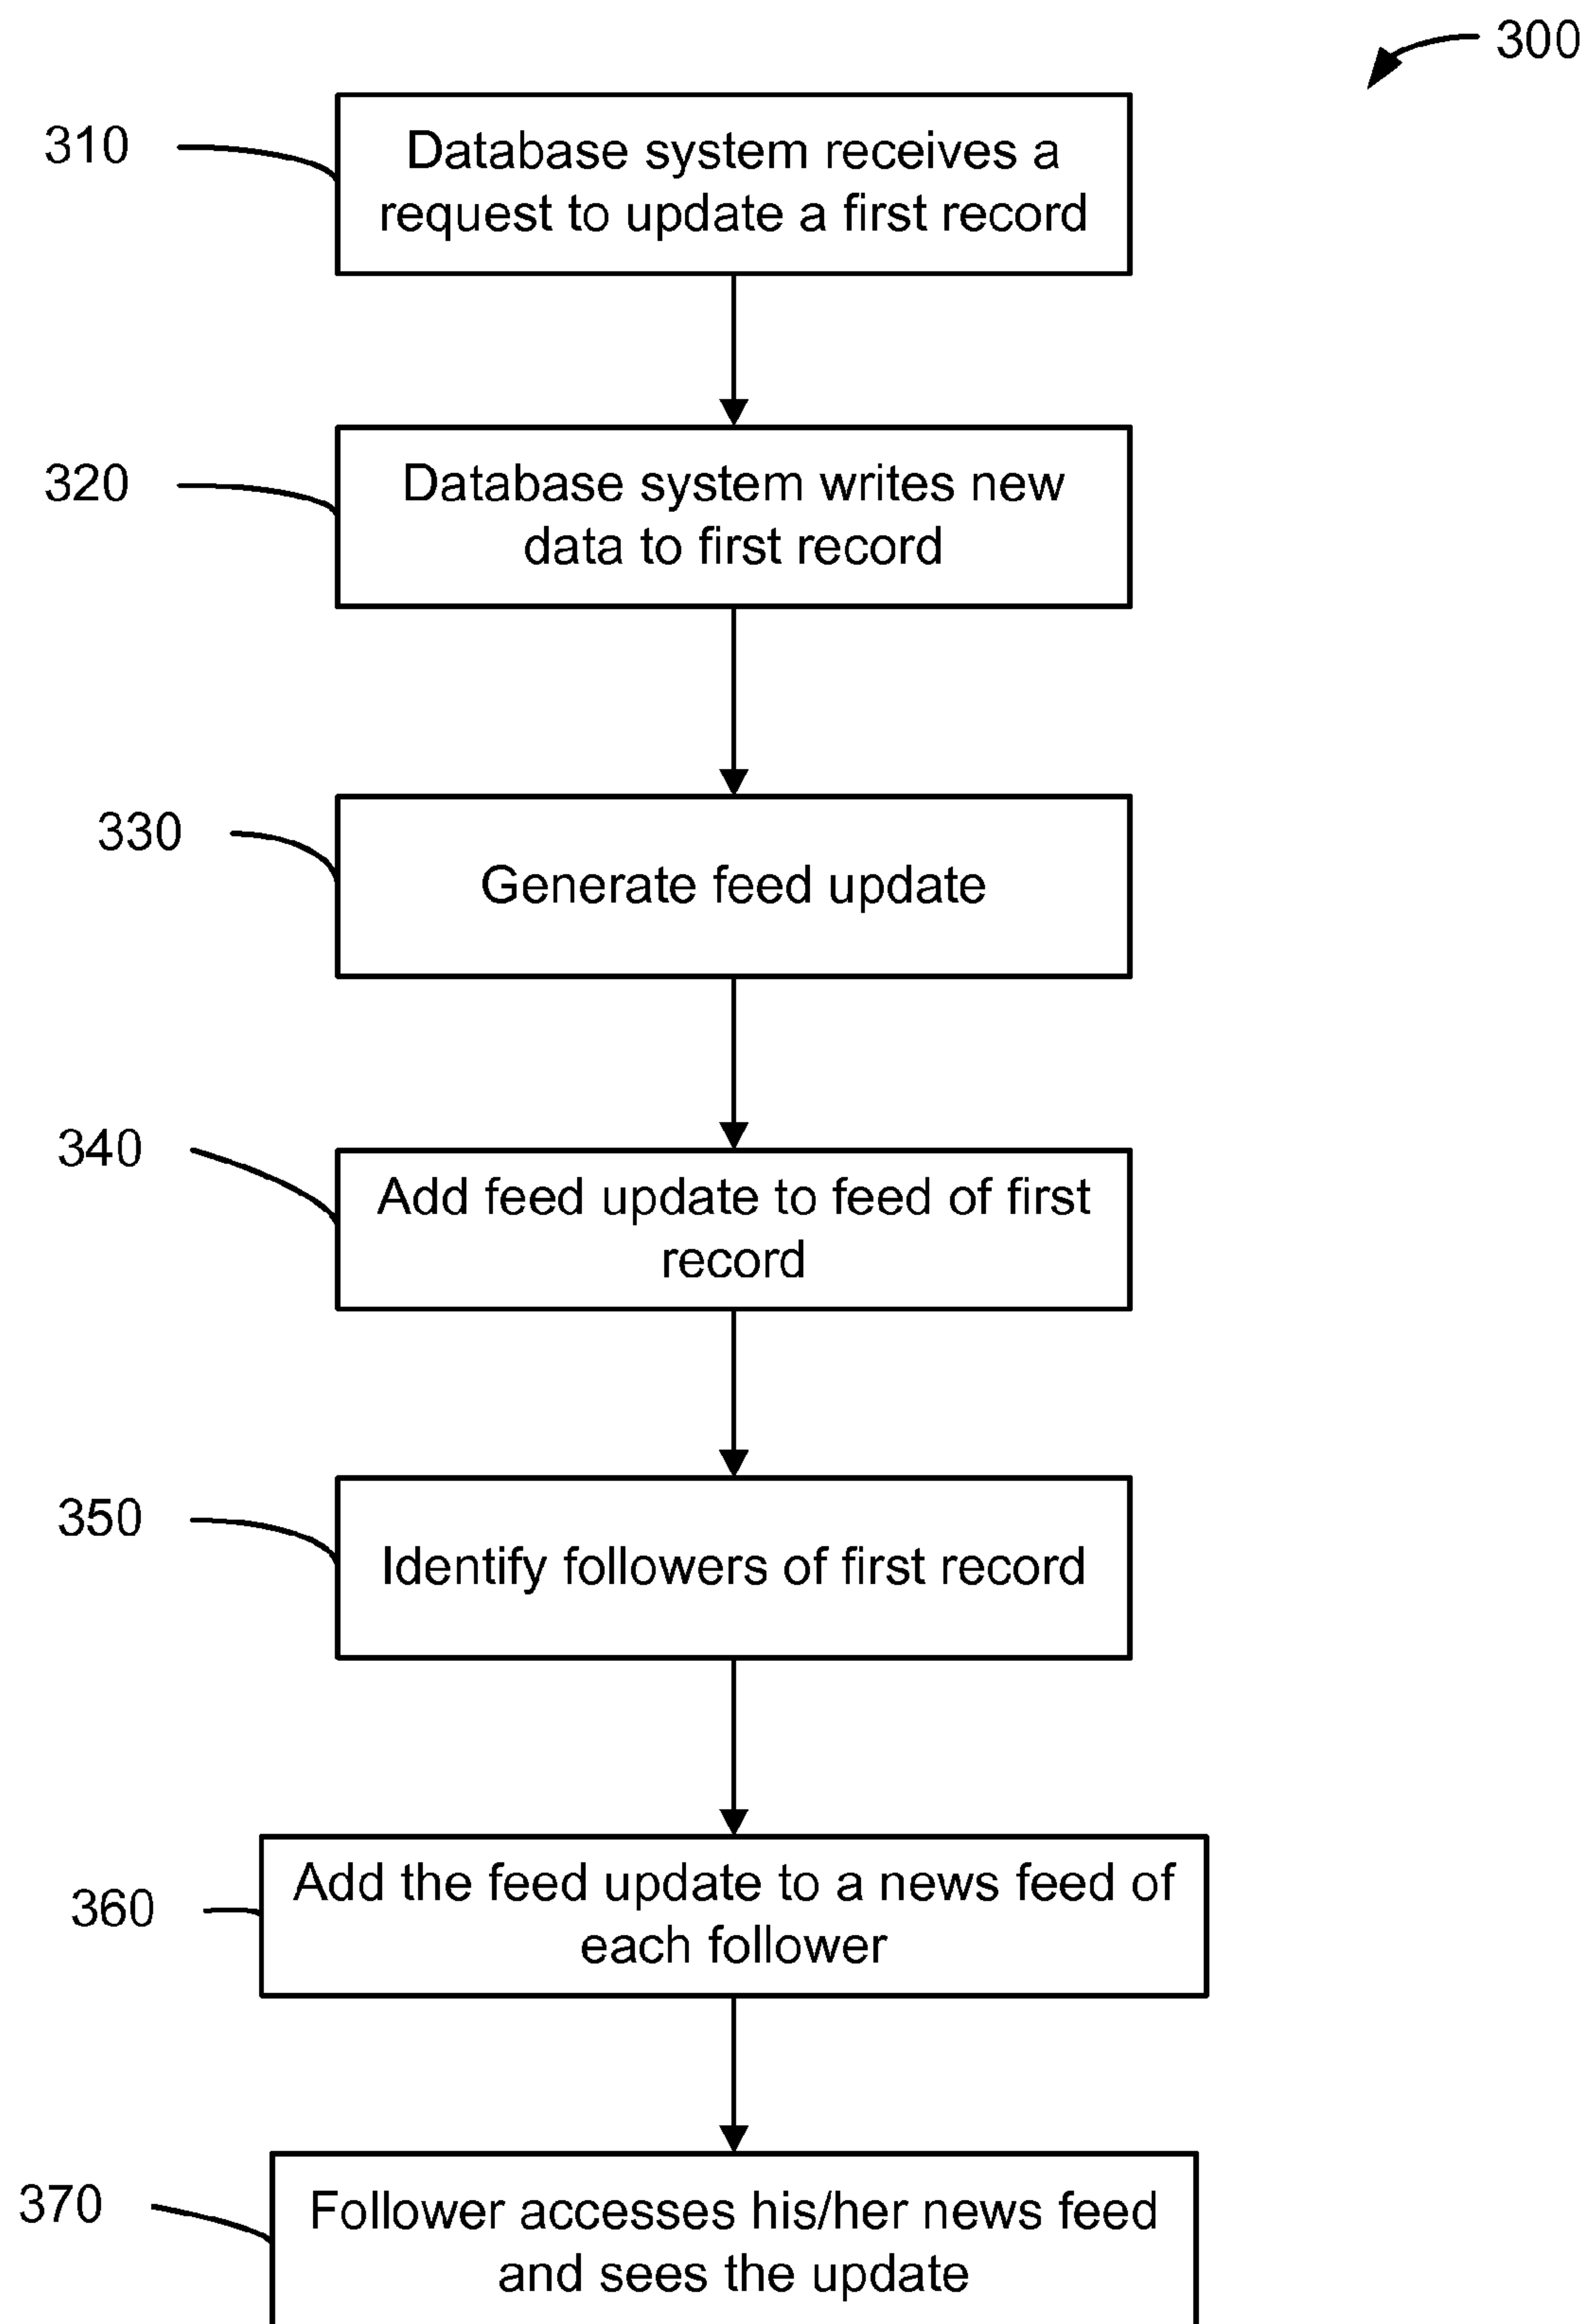 300
310
Database system receives a
request to update a first record
320
Database system writes new
data to first record
330
Generate feed update
340
Add feed update to feed of first
record
350
Identify followers of first record
360
Add the feed update to a news feed of
each follower
370
Follower accesses his/her news feed
and sees the update